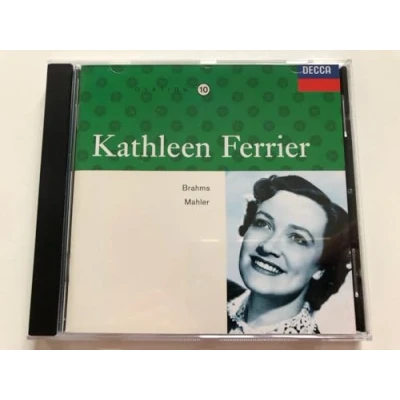 DECCA
10
Kathleen Ferrier
Brahms
Mahler